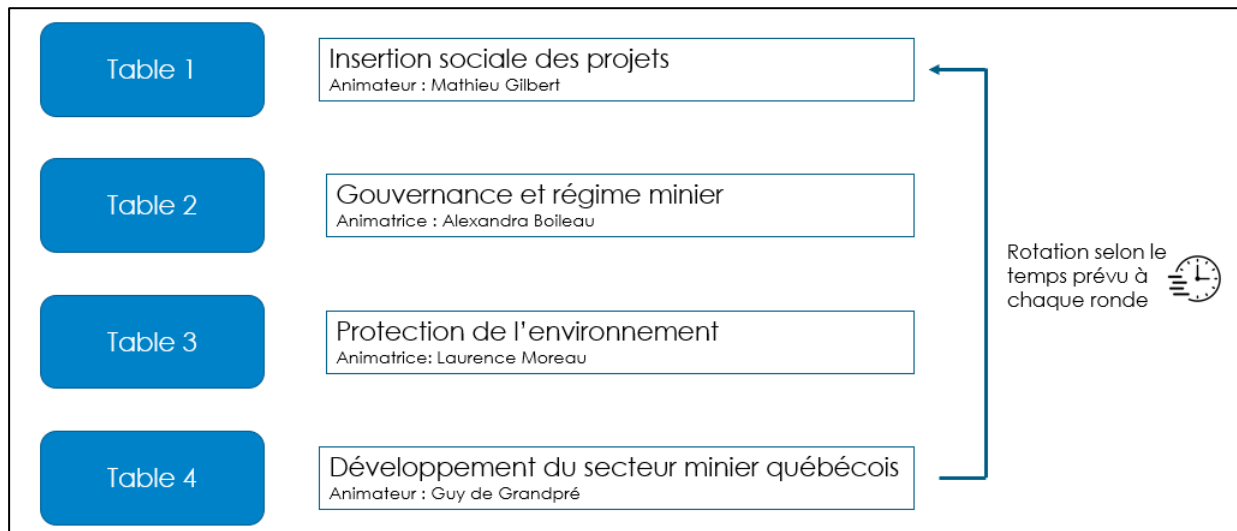 Table 1
Insertion sociale des projets
Animateur : Mathieu Gilbert
Table 2
Gouvernance et régime minier
Animatrice : Alexandra Boileau
Rotation selon le
temps prévu à
chaque ronde
Table 3
Protection de l'environnement
Animatrice: Laurence Moreau
Table 4
Développement du secteur minier québécois
Animateur : Guy de Grandpré